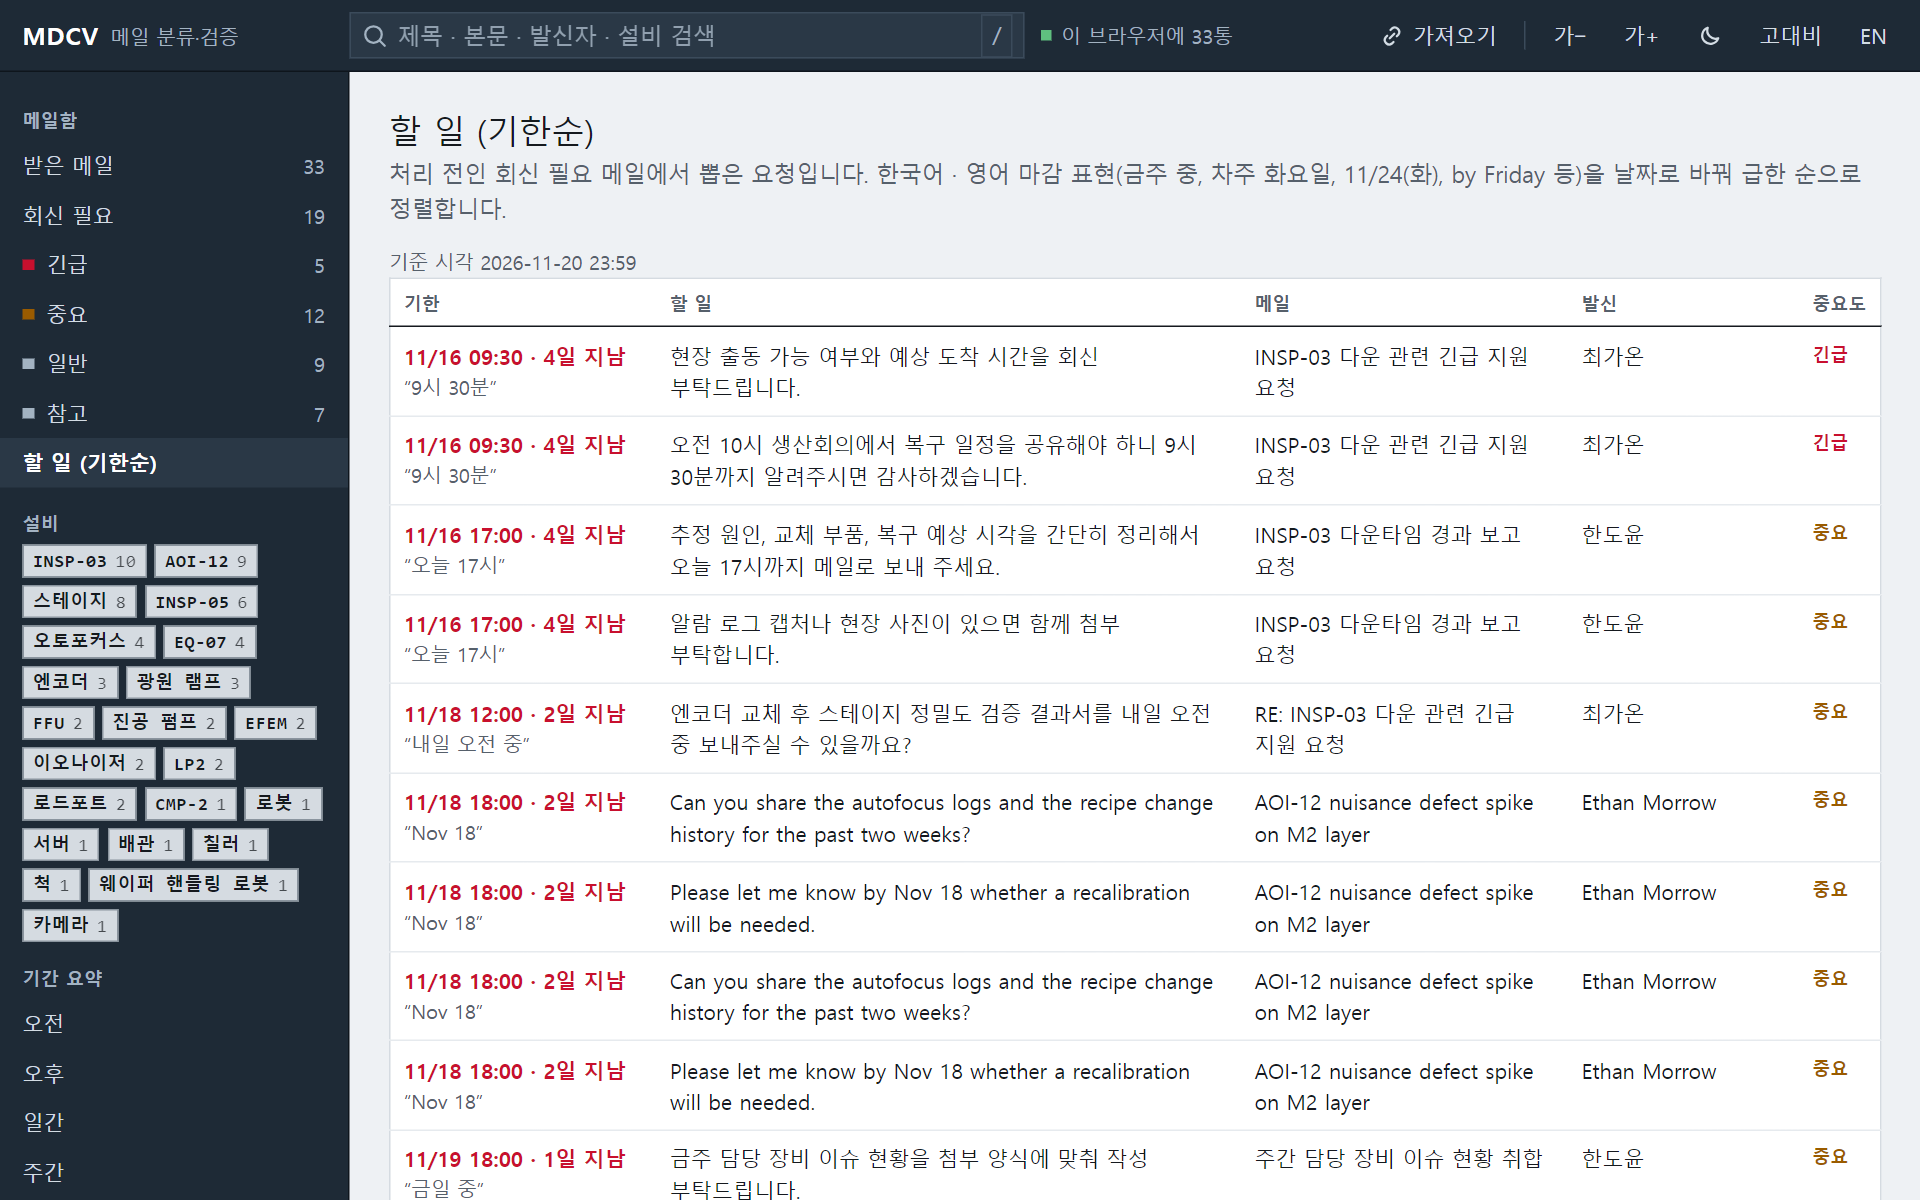 MDCV 메일 분류·검증
제목 · 본문 · 발신자 · 설비 검색 /
이 브라우저에 33통
가져오기
가−
가+
고대비
EN
메일함
받은 메일 33
회신 필요 19
긴급 5
중요 12
일반 9
참고 7
할 일 (기한순)
설비
INSP-03 10 AOI-12 9
스테이지 8 INSP-05 6
오토포커스 4 EQ-07 4
엔코더 3 광원 램프 3
FFU 2 진공 펌프 2 EFEM 2
이오나이저 2 LP2 2
로드포트 2 CMP-2 1 로봇 1
서버 1 배관 1 칠러 1
척 1 웨이퍼 핸들링 로봇 1
카메라 1
기간 요약
오전
오후
일간
주간
할 일 (기한순)
처리 전인 회신 필요 메일에서 뽑은 요청입니다. 한국어 · 영어 마감 표현(금주 중, 차주 화요일, 11/24(화), by Friday 등)을 날짜로 바꿔 급한 순으로
정렬합니다.
기준 시각 2026-11-20 23:59
기한 할 일 메일 발신 중요도
11/16 09:30 · 4일 지남
"9시 30분"
현장 출동 가능 여부와 예상 도착 시간을 회신
부탁드립니다.
INSP-03 다운 관련 긴급 지원
요청
최가온
긴급
11/16 09:30 · 4일 지남
"9시 30분"
오전 10시 생산회의에서 복구 일정을 공유해야 하니 9시
30분까지 알려주시면 감사하겠습니다.
INSP-03 다운 관련 긴급 지원
요청
최가온
긴급
11/16 17:00 · 4일 지남
"오늘 17시"
추정 원인, 교체 부품, 복구 예상 시각을 간단히 정리해서
오늘 17시까지 메일로 보내 주세요.
INSP-03 다운타임 경과 보고
요청
한도윤
중요
11/16 17:00 · 4일 지남
"오늘 17시"
알람 로그 캡처나 현장 사진이 있으면 함께 첨부
부탁합니다.
INSP-03 다운타임 경과 보고
요청
한도윤
중요
11/18 12:00 · 2일 지남
"내일 오전 중"
엔코더 교체 후 스테이지 정밀도 검증 결과서를 내일 오전
중 보내주실 수 있을까요?
RE: INSP-03 다운 관련 긴급
지원 요청
최가온
중요
11/18 18:00 · 2일 지남
"Nov 18"
Can you share the autofocus logs and the recipe change
history for the past two weeks?
AOI-12 nuisance defect spike
on M2 layer
Ethan Morrow
중요
11/18 18:00 · 2일 지남
"Nov 18"
Please let me know by Nov 18 whether a recalibration
will be needed.
AOI-12 nuisance defect spike
on M2 layer
Ethan Morrow
중요
11/18 18:00 · 2일 지남
"Nov 18"
Can you share the autofocus logs and the recipe change
history for the past two weeks?
AOI-12 nuisance defect spike
on M2 layer
Ethan Morrow
중요
11/18 18:00 · 2일 지남
"Nov 18"
Please let me know by Nov 18 whether a recalibration
will be needed.
AOI-12 nuisance defect spike
on M2 layer
Ethan Morrow
중요
11/19 18:00 · 1일 지남
"금일 중"
금주 담당 장비 이슈 현황을 첨부 양식에 맞춰 작성
부탁드립니다.
주간 담당 장비 이슈 현황 취합
한도윤
중요